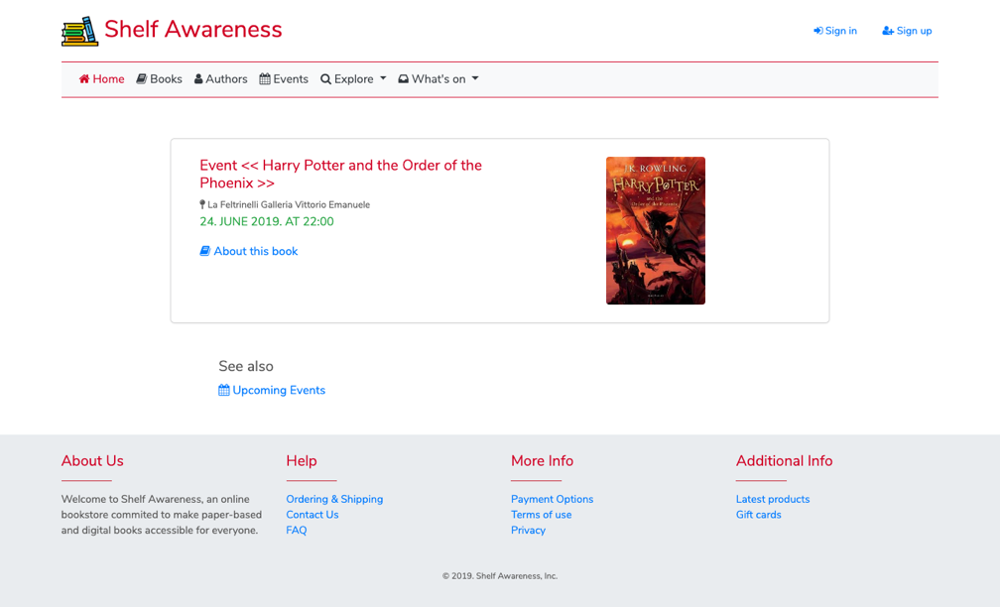 Shelf Awareness
Sign in
Sign up
Home
Books
Authors
Events
Explore
What's on
Event << Harry Potter and the Order of the
Phoenix >>
La Feltrinelli Galleria Vittorio Emanuele
24. JUNE 2019. AT 22:00
About this book
J.K. ROWLING
HARRY POTTER
and the
Order of the Phoenix
See also
Upcoming Events
About Us
Welcome to Shelf Awareness, an online
bookstore commited to make paper-based
and digital books accessible for everyone.
Help
Ordering & Shipping
Contact Us
FAQ
More Info
Payment Options
Terms of use
Privacy
Additional Info
Latest products
Gift cards
© 2019. Shelf Awareness, Inc.